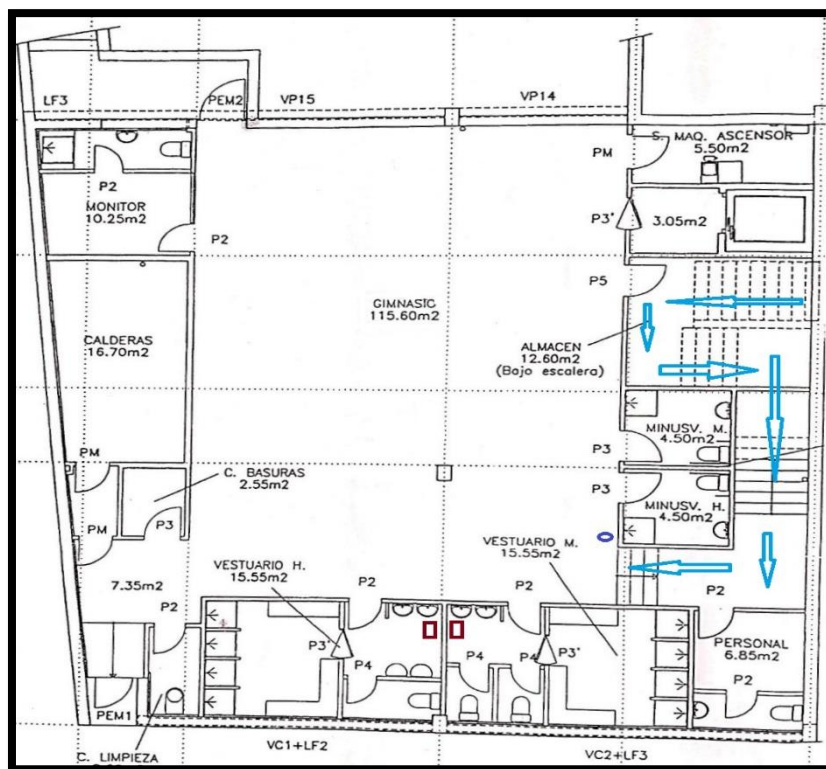 LF3
PEM2
VP15
VP14
S. MAQ. ASCENSOR
5.50m2
PM
P2
MONITOR
10.25m2
P2
P3'
3.05m2
P5
GIMNASIO
115.60m2
CALDERAS
16.70m2
ALMACEN
12.60m2
(Bajo escalera)
MINUSV. M.
4.50m2
P3
PM
C. BASURAS
2.55m2
P3
MINUSV. H.
4.50m2
PM
P3
VESTUARIO H.
15.55m2
VESTUARIO M.
15.55m2
7.35m2
P2
P2
P2
P2
P3'
P4
P4
P4
P3'
PERSONAL
6.85m2
P2
PEM1
C. LIMPIEZA
VC1+LF2
VC2+LF3